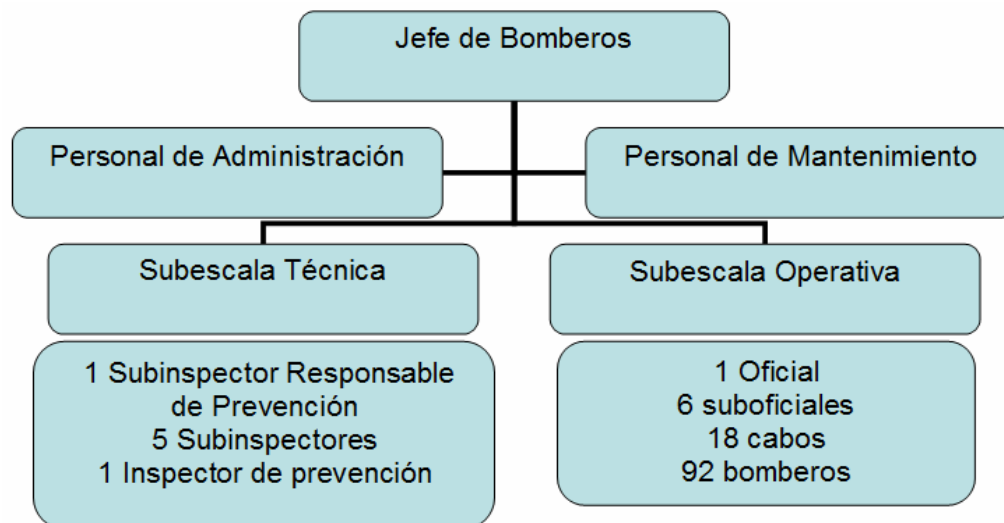 Jefe de Bomberos
Personal de Administración
Personal de Mantenimiento
Subescala Técnica
Subescala Operativa
1 Subinspector Responsable
de Prevención
5 Subinspectores
1 Inspector de prevención
1 Oficial
6 suboficiales
18 cabos
92 bomberos